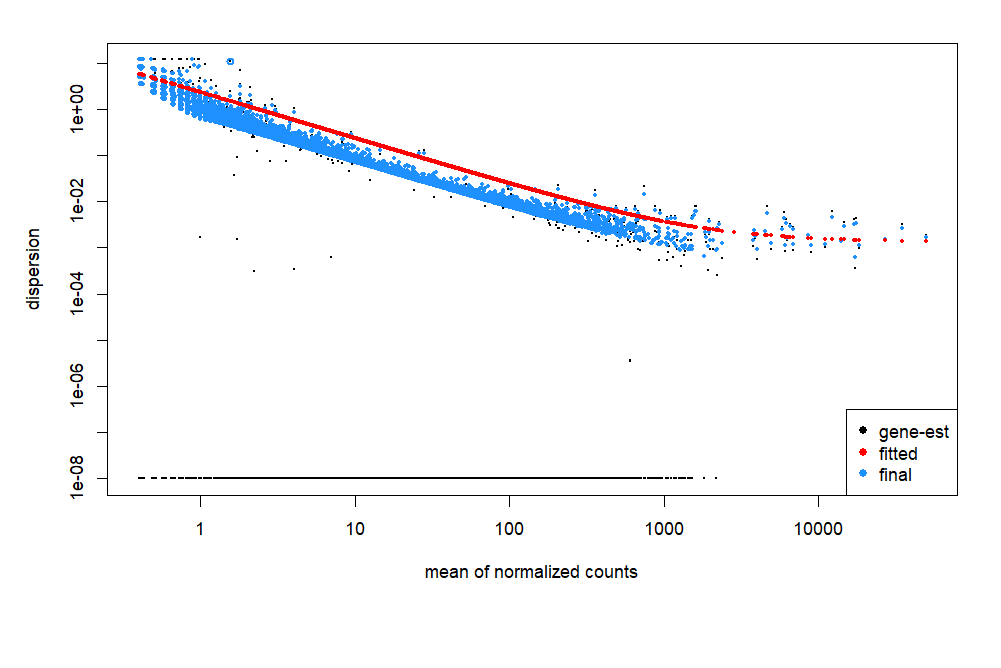 1e+00
1e-02
1e-04
1e-06
1e-08
dispersion
1 10 100 1000 10000
mean of normalized counts
gene-est
fitted
final